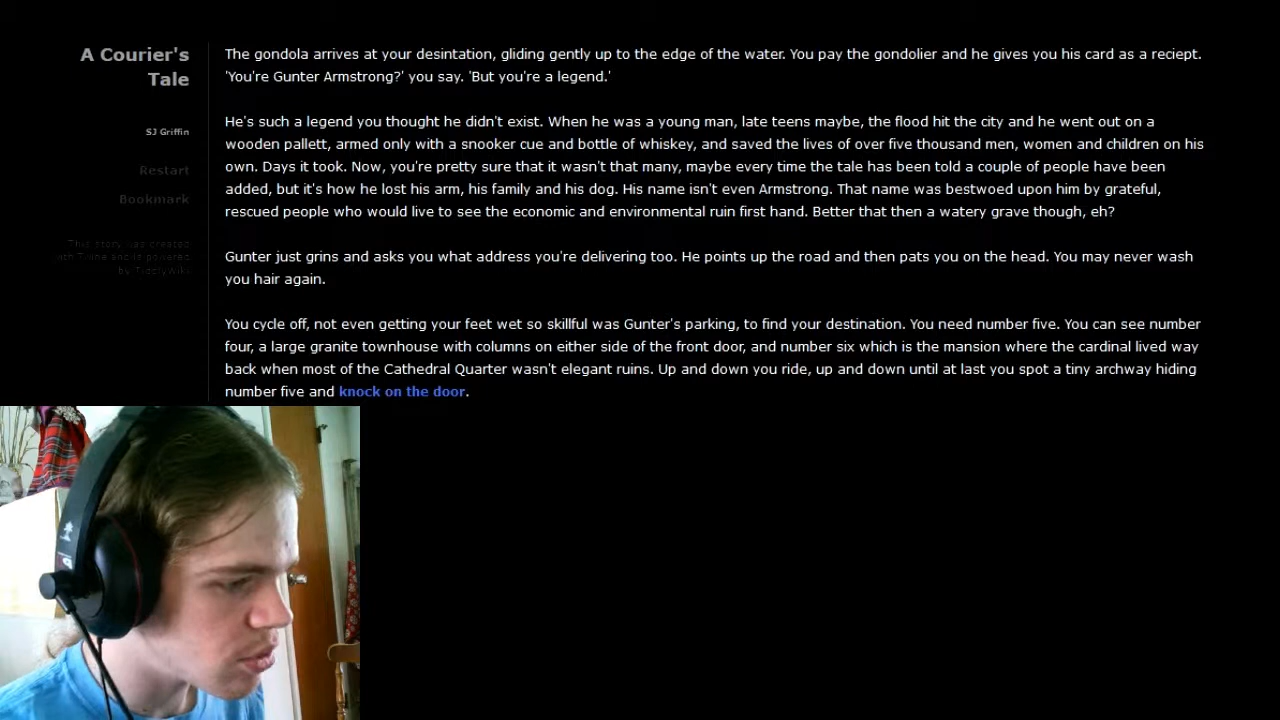 A Courier's
Tale
SJ Griffin
Restart
Bookmark
This story was created
with Twine and is powered
by TiddlyWiki
The gondola arrives at your desintation, gliding gently up to the edge of the water. You pay the gondolier and he gives you his card as a reciept.
'You're Gunter Armstrong?' you say. 'But you're a legend.'
He's such a legend you thought he didn't exist. When he was a young man, late teens maybe, the flood hit the city and he went out on a
wooden pallett, armed only with a snooker cue and bottle of whiskey, and saved the lives of over five thousand men, women and children on his
own. Days it took. Now, you're pretty sure that it wasn't that many, maybe every time the tale has been told a couple of people have been
added, but it's how he lost his arm, his family and his dog. His name isn't even Armstrong. That name was bestwoed upon him by grateful,
rescued people who would live to see the economic and environmental ruin first hand. Better that then a watery grave though, eh?
Gunter just grins and asks you what address you're delivering too. He points up the road and then pats you on the head. You may never wash
you hair again.
You cycle off, not even getting your feet wet so skillful was Gunter's parking, to find your destination. You need number five. You can see number
four, a large granite townhouse with columns on either side of the front door, and number six which is the mansion where the cardinal lived way
back when most of the Cathedral Quarter wasn't elegant ruins. Up and down you ride, up and down until at last you spot a tiny archway hiding
number five and knock on the door.